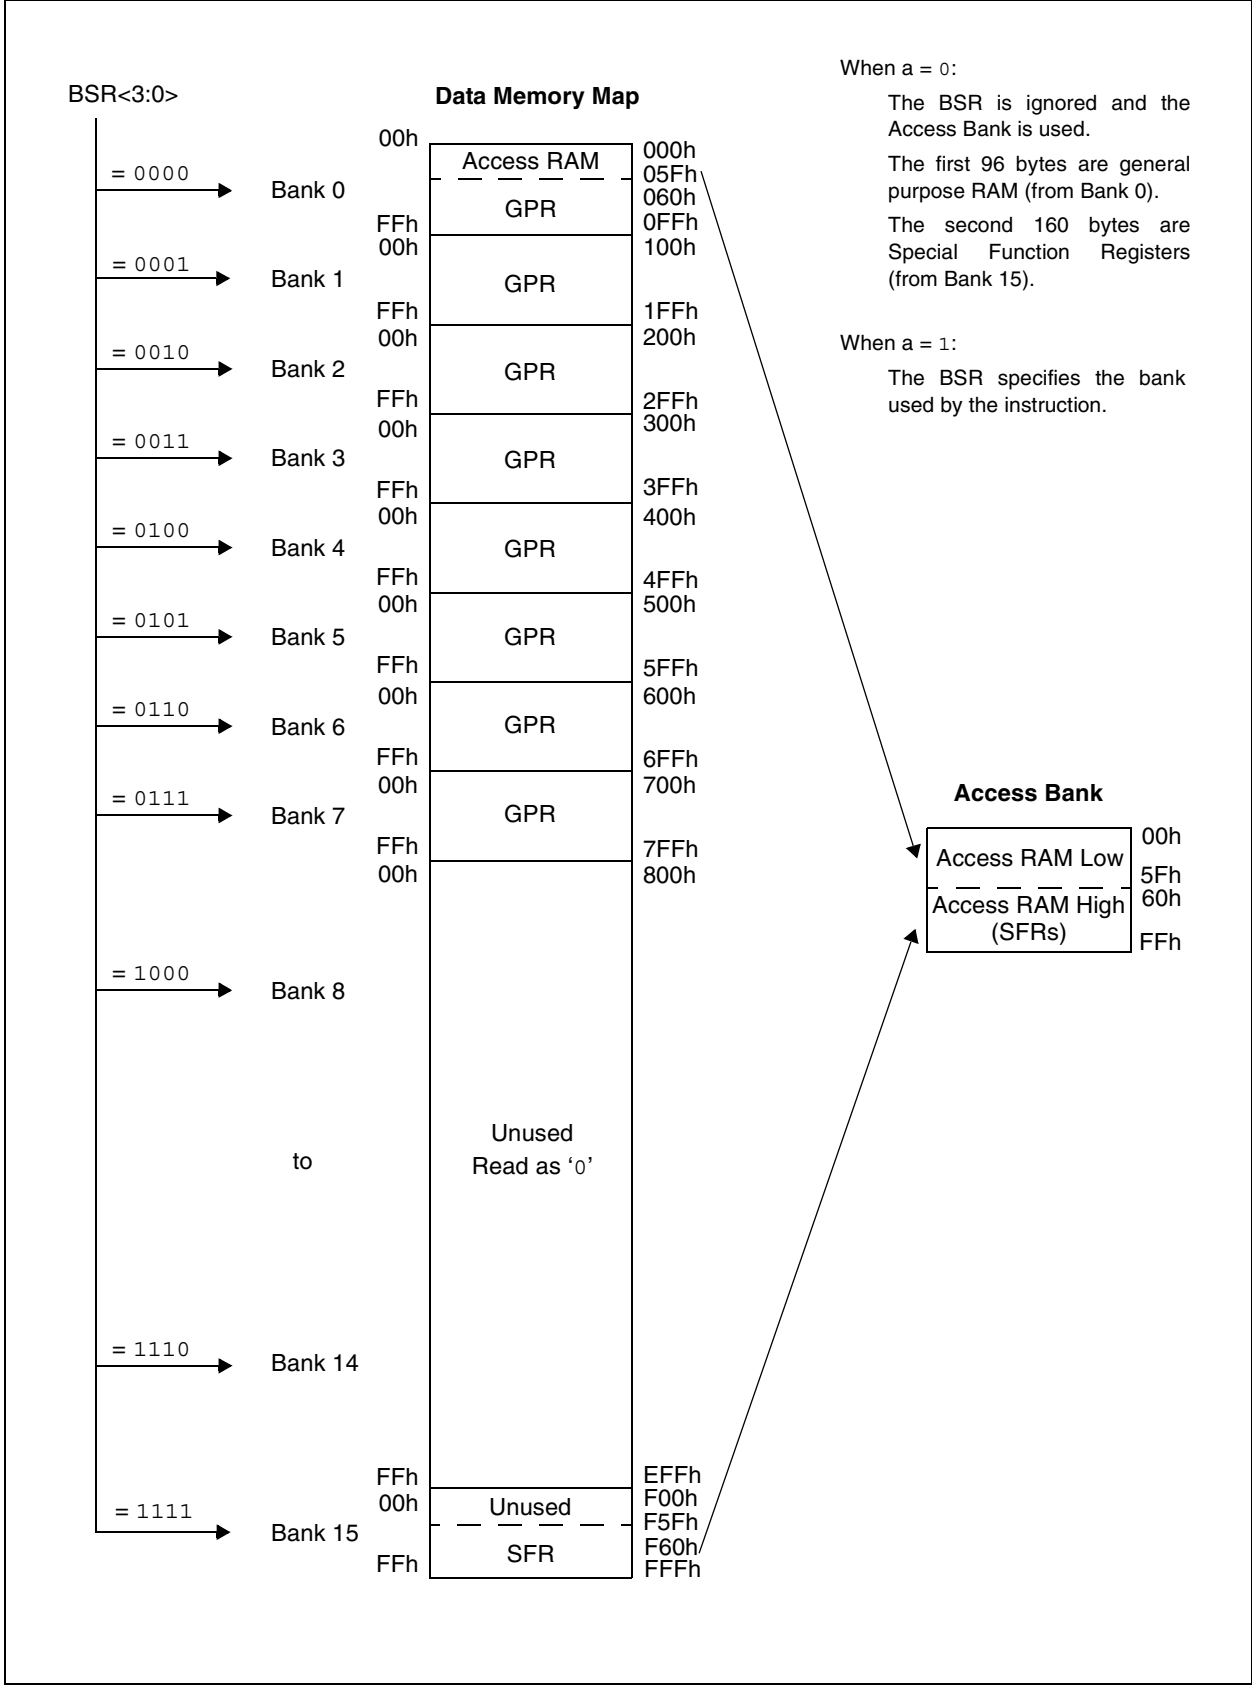 BSR<3:0>
Data Memory Map
When a = 0:
The BSR is ignored and the
Access Bank is used.
The first 96 bytes are general
purpose RAM (from Bank 0).
The second 160 bytes are
Special Function Registers
(from Bank 15).
When a = 1:
The BSR specifies the bank
used by the instruction.
= 0000
Bank 0
00h
Access RAM
000h
05Fh
060h
GPR
FFh
0FFh
= 0001
Bank 1
00h
100h
GPR
FFh
1FFh
= 0010
Bank 2
00h
200h
GPR
FFh
2FFh
= 0011
Bank 3
00h
300h
GPR
FFh
3FFh
= 0100
Bank 4
00h
400h
GPR
FFh
4FFh
= 0101
Bank 5
00h
500h
GPR
FFh
5FFh
= 0110
Bank 6
00h
600h
GPR
FFh
6FFh
= 0111
Bank 7
00h
700h
GPR
FFh
7FFh
00h
800h
= 1000
Bank 8
to
Unused
Read as ‘0’
= 1110
Bank 14
FFh
EFFh
= 1111
Bank 15
00h
Unused
F00h
F5Fh
F60h
SFR
FFh
FFFh
Access Bank
Access RAM Low
00h
5Fh
Access RAM High
(SFRs)
60h
FFh